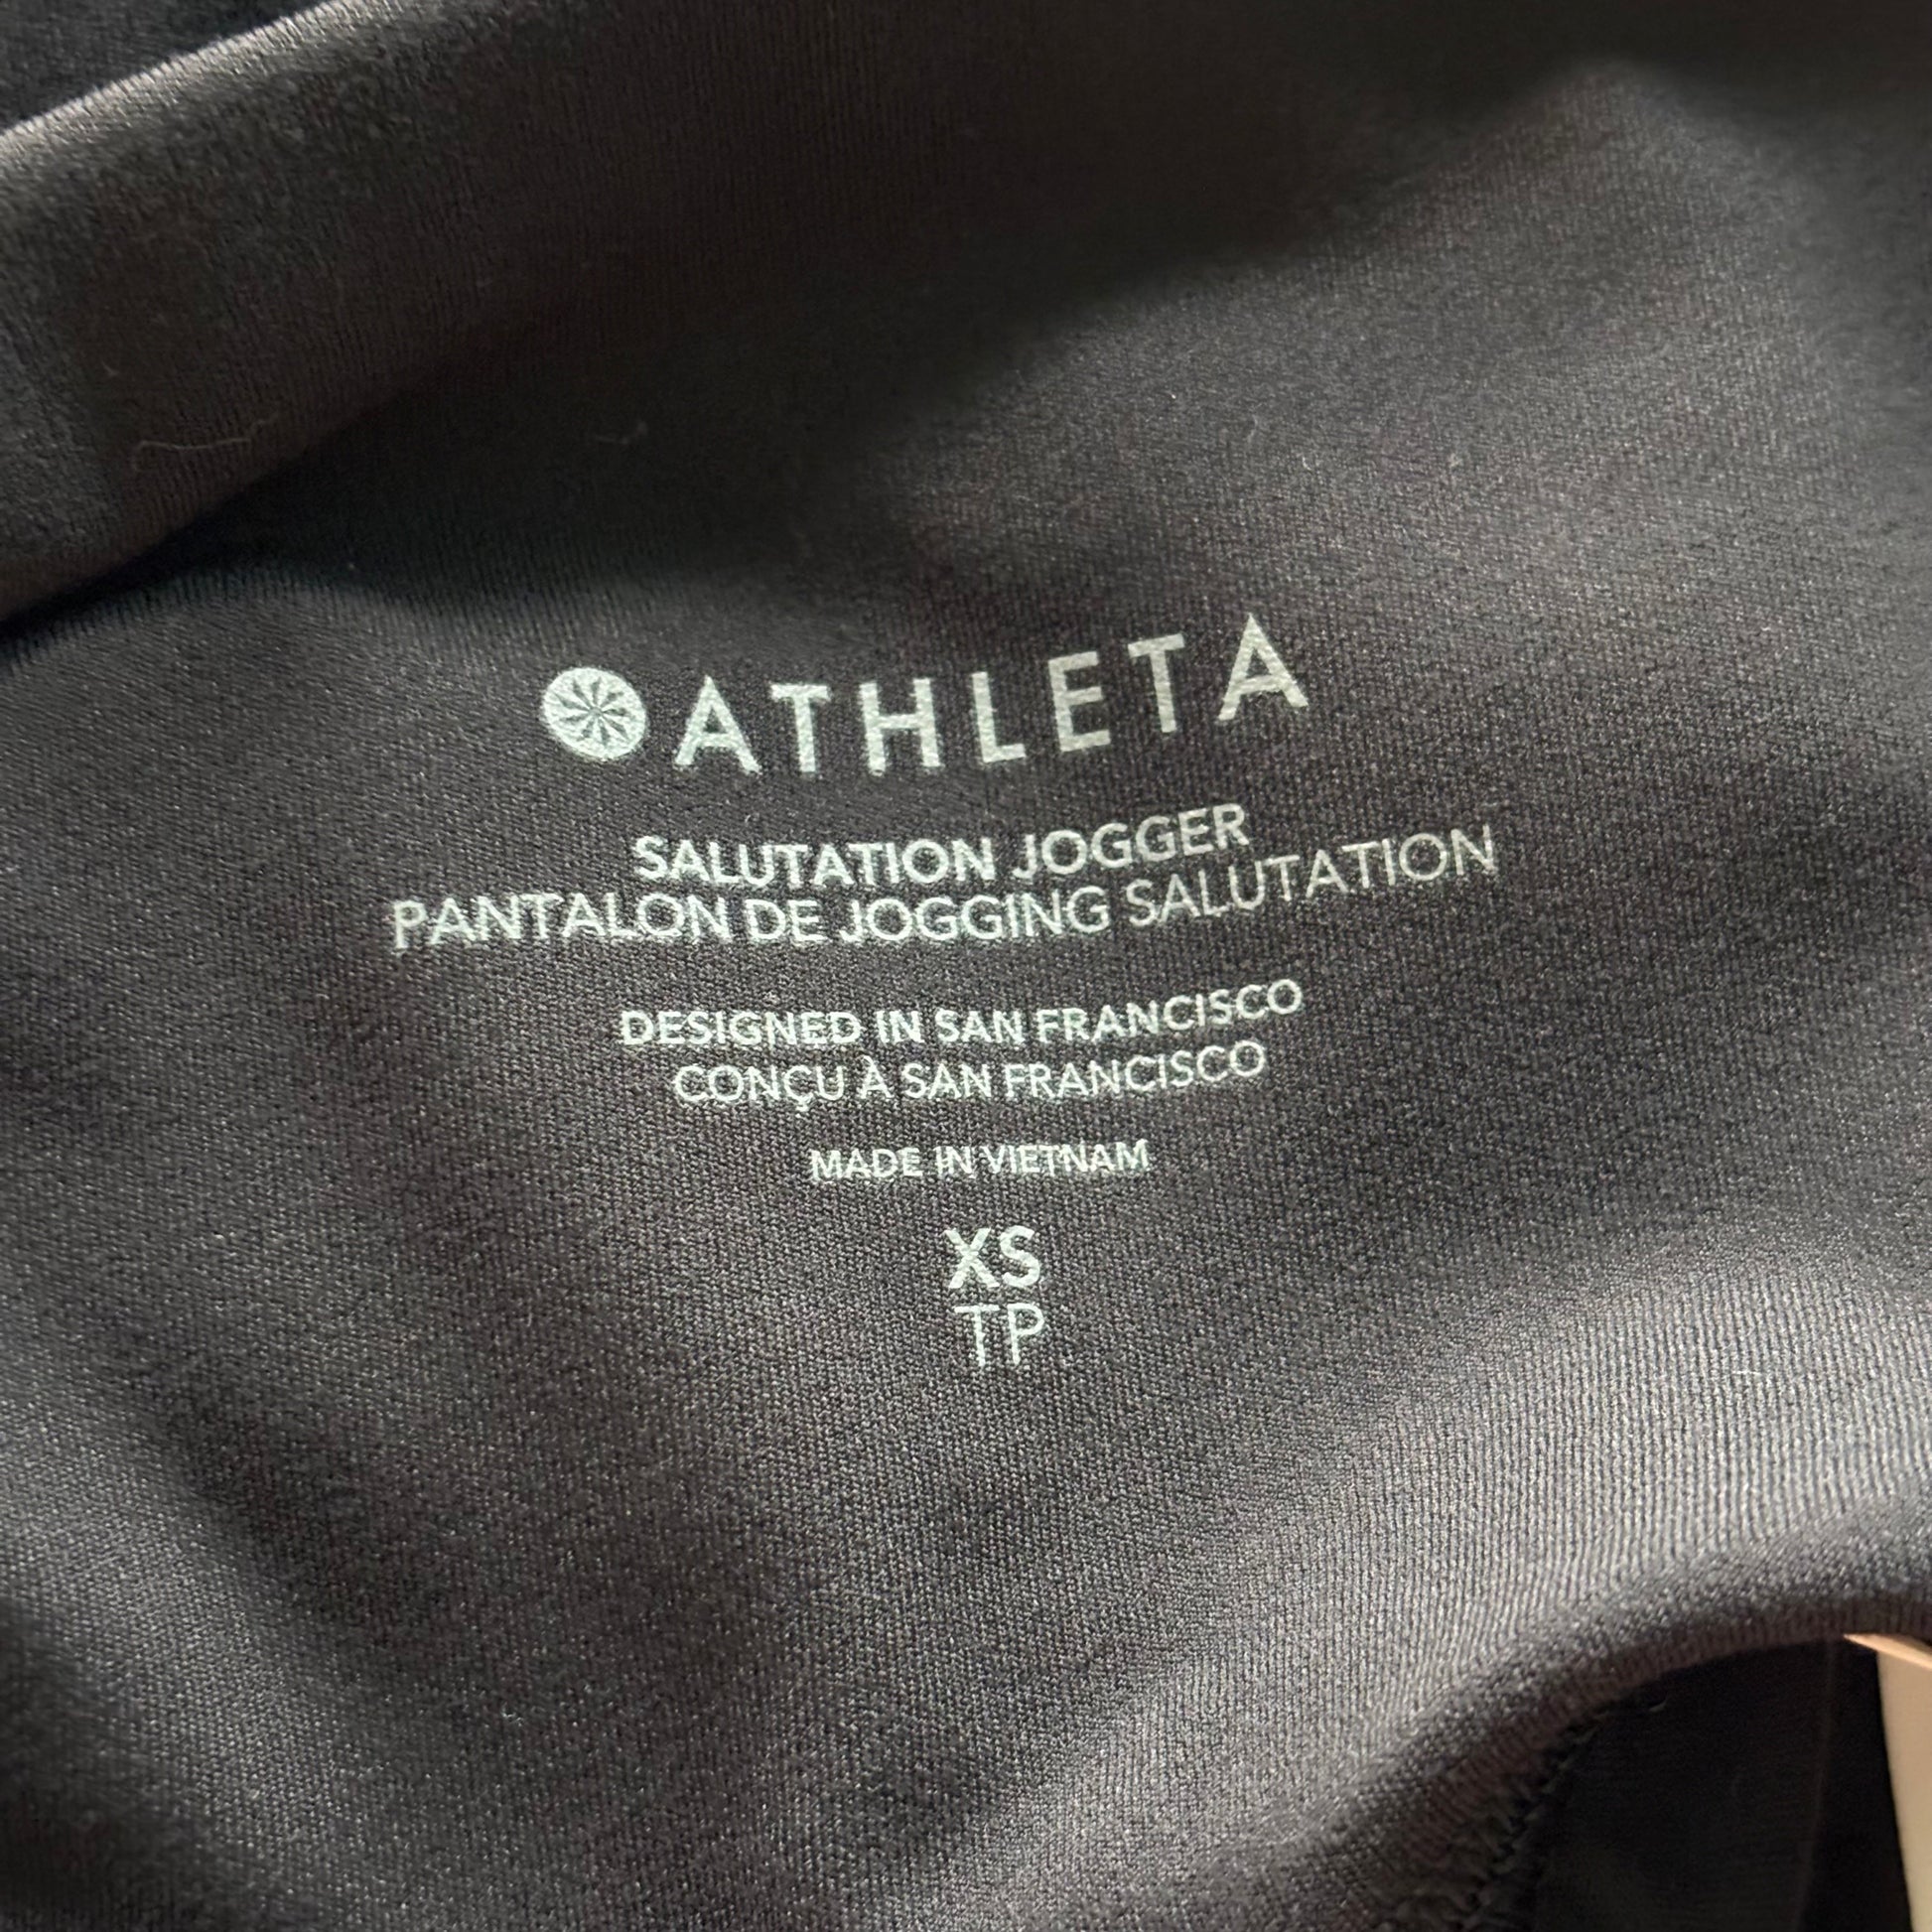 ATHLETA
SALUTATION JOGGER
PANTALON DE JOGGING SALUTATION
DESIGNED IN SAN FRANCISCO
CONÇU À SAN FRANCISCO
MADE IN VIETNAM
XS
TP